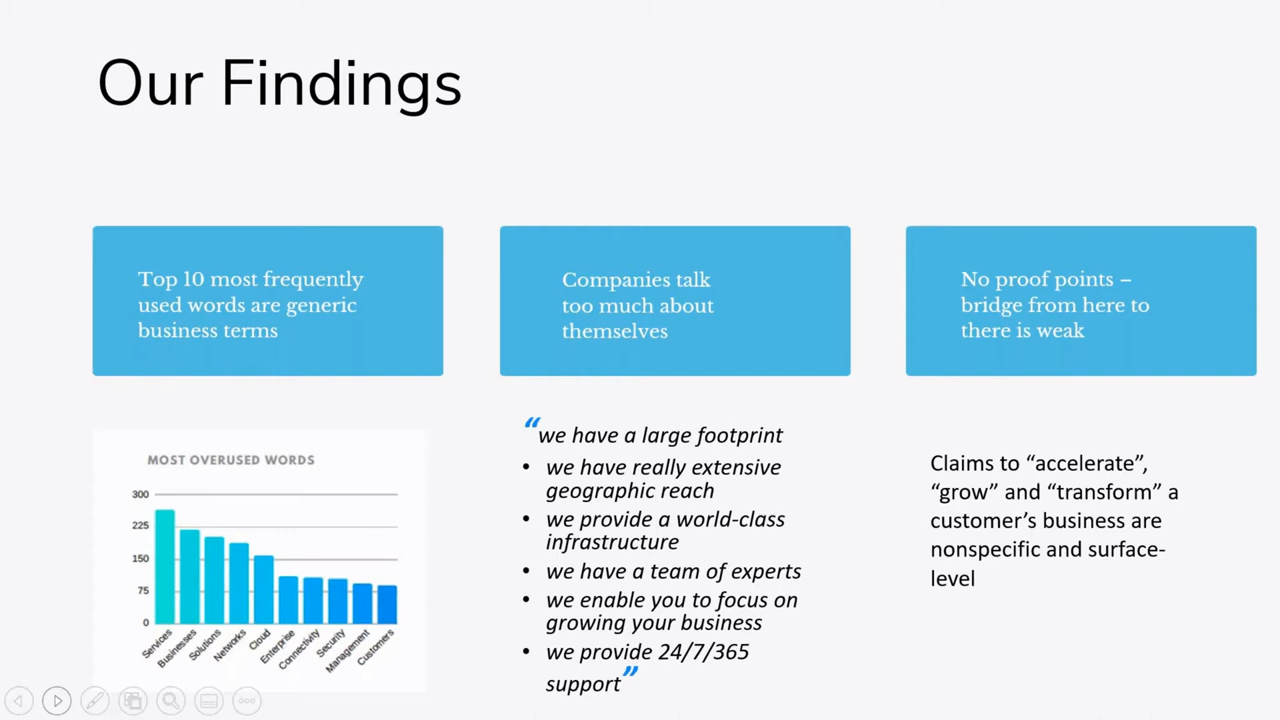 Our Findings
Top 10 most frequently
used words are generic
business terms
Companies talk
too much about
themselves
No proof points –
bridge from here to
there is weak
MOST OVERUSED WORDS
300
225
150
75
0
Services
Businesses
Solutions
Networks
Cloud
Enterprise
Connectivity
Security
Management
Customers
“we have a large footprint
• we have really extensive
geographic reach
• we provide a world-class
infrastructure
• we have a team of experts
• we enable you to focus on
growing your business
• we provide 24/7/365
support”
Claims to “accelerate”,
“grow” and “transform” a
customer’s business are
nonspecific and surface-
level